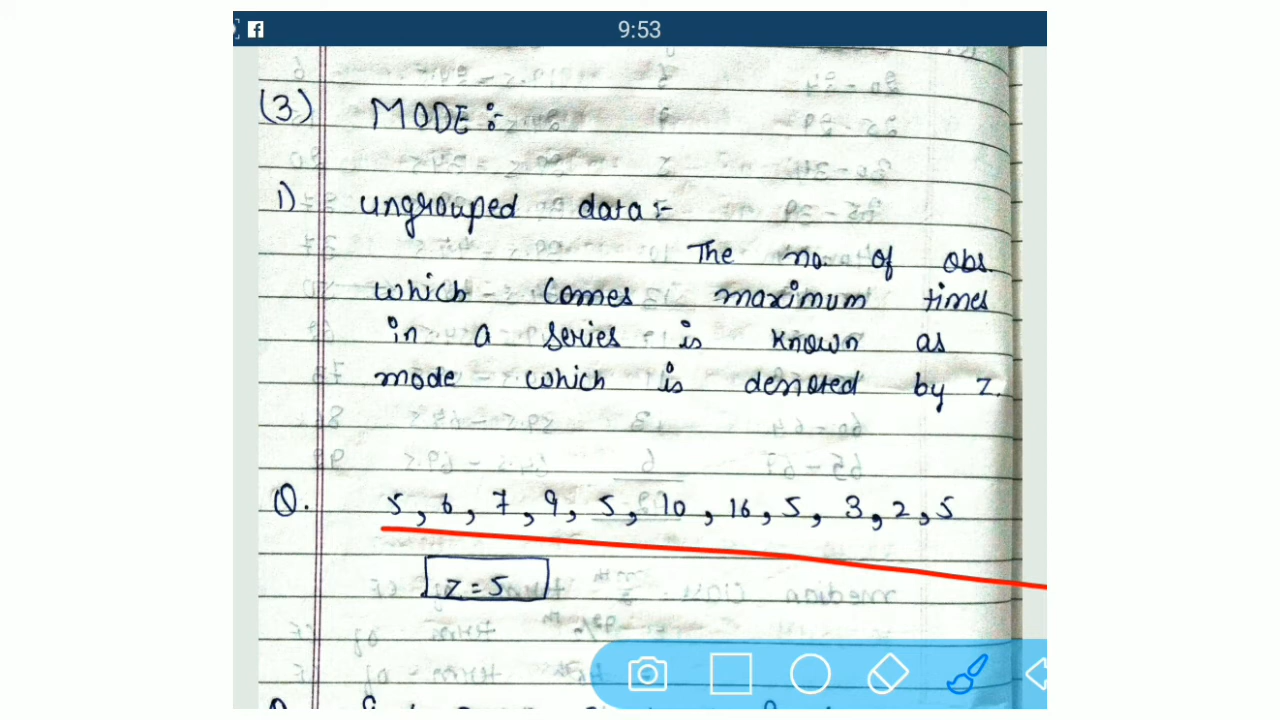 9:53
(3) MODE :-
1) ungrouped data :-
The no. of obs.
which comes maximum times
in a series is known as
mode which is denoted by Z.
Q. 5, 6, 7, 9, 5, 10, 16, 5, 3, 2, 5
Z = 5